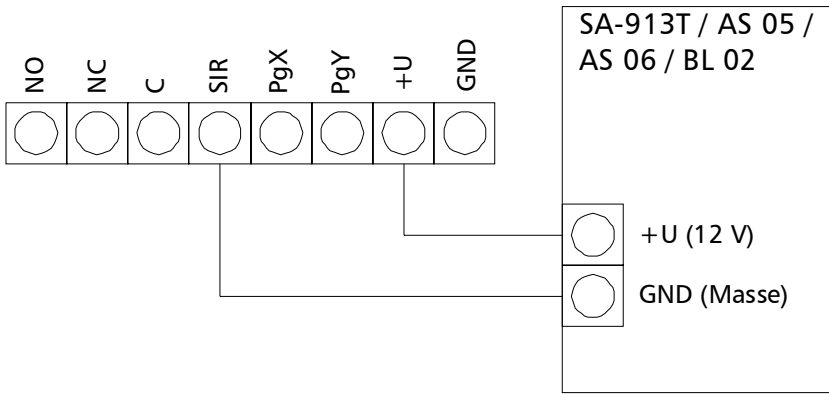 NO
NC
C
SIR
PgX
PgY
+U
GND
SA-913T / AS 05 /
AS 06 / BL 02
+U (12 V)
GND (Masse)